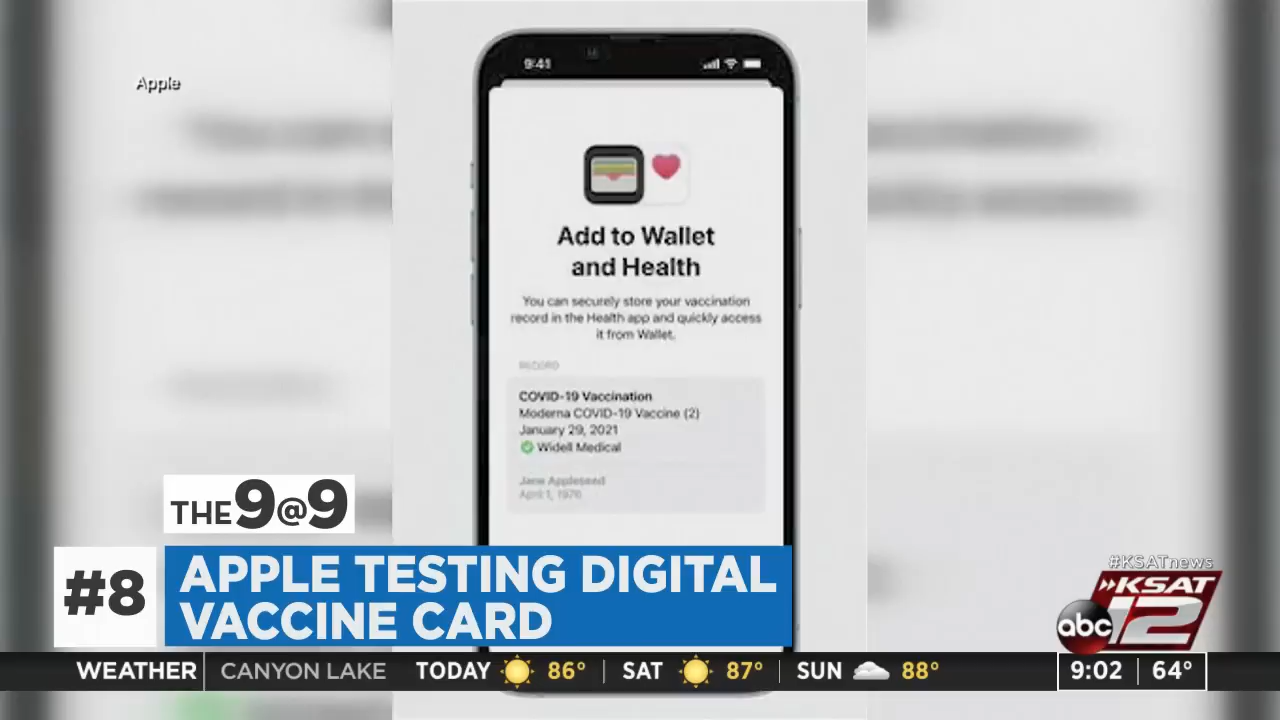 Apple
9:41
Add to Wallet
and Health
You can securely store your vaccination
record in the Health app and quickly access
it from Wallet.
RECORD
COVID-19 Vaccination
Moderna COVID-19 Vaccine (2)
January 29, 2021
Widell Medical
Jane Appleseed
April 1, 1976
THE 9@9
#8
APPLE TESTING DIGITAL
VACCINE CARD
#KSATnews
KSAT
abc 12
WEATHER CANYON LAKE TODAY 86° SAT 87° SUN 88° 9:02 64°